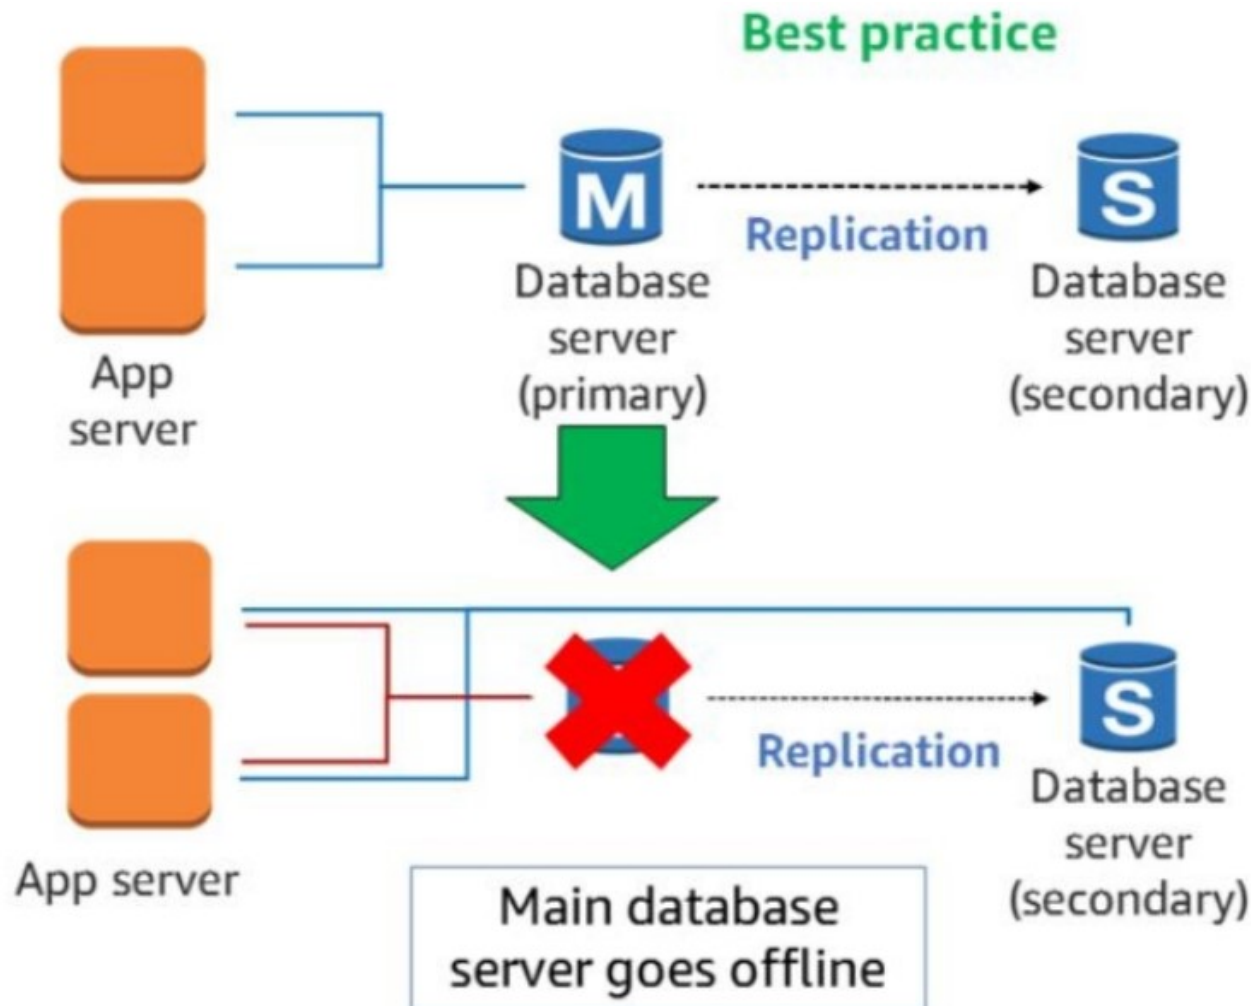 Best practice
M
S
Replication
Database
server
(primary)
Database
server
(secondary)
App
server
S
Replication
Database
server
(secondary)
App server
Main database
server goes offline